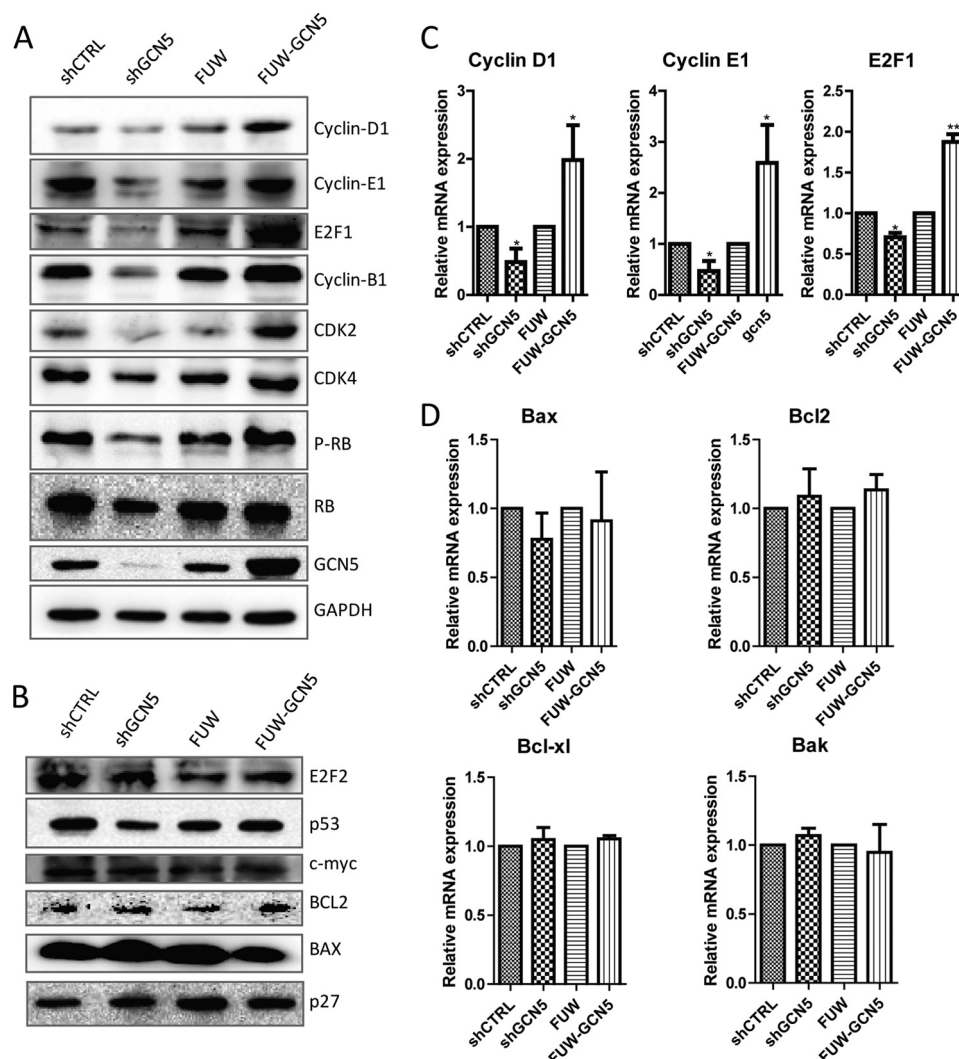 A
shCTRL
shGCN5
FUW
FUW-GCN5
Cyclin-D1
Cyclin-E1
E2F1
Cyclin-B1
CDK2
CDK4
P-RB
RB
GCN5
GAPDH
B
shCTRL
shGCN5
FUW
FUW-GCN5
E2F2
p53
c-myc
BCL2
BAX
p27
C
Cyclin D1
Relative mRNA expression
3
2
1
0
*
*
shCTRL
shGCN5
FUW
FUW-GCN5
Cyclin E1
Relative mRNA expression
6
4
2
1
0
*
*
shCTRL
shGCN5
FUW-GCN5
gcn5
E2F1
Relative mRNA expression
2.5
2.0
1.5
1.0
0.5
0.0
*
**
shCTRL
shGCN5
FUW
FUW-GCN5
D
Bax
Relative mRNA expression
1.5
1.0
0.5
0.0
shCTRL
shGCN5
FUW
FUW-GCN5
Bcl2
Relative mRNA expression
1.5
1.0
0.5
0.0
shCTRL
shGCN5
FUW
FUW-GCN5
Bcl-xl
Relative mRNA expression
1.5
1.0
0.5
0.0
shCTRL
shGCN5
FUW
FUW-GCN5
Bak
Relative mRNA expression
1.5
1.0
0.5
0.0
shCTRL
shGCN5
FUW
FUW-GCN5